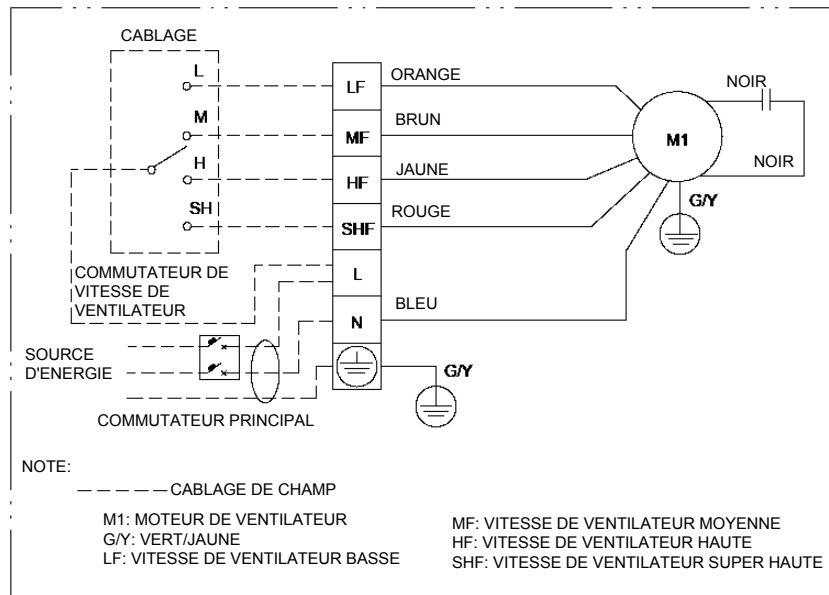 CABLAGE
L
M
H
SH
LF
MF
HF
SHF
L
N
ORANGE
BRUN
JAUNE
ROUGE
BLEU
NOIR
M1
NOIR
G/Y
COMMUTATEUR DE
VITESSE DE
VENTILATEUR
SOURCE
D'ENERGIE
G/Y
COMMUTATEUR PRINCIPAL
NOTE:
CABLAGE DE CHAMP
M1: MOTEUR DE VENTILATEUR
G/Y: VERT/JAUNE
LF: VITESSE DE VENTILATEUR BASSE
MF: VITESSE DE VENTILATEUR MOYENNE
HF: VITESSE DE VENTILATEUR HAUTE
SHF: VITESSE DE VENTILATEUR SUPER HAUTE